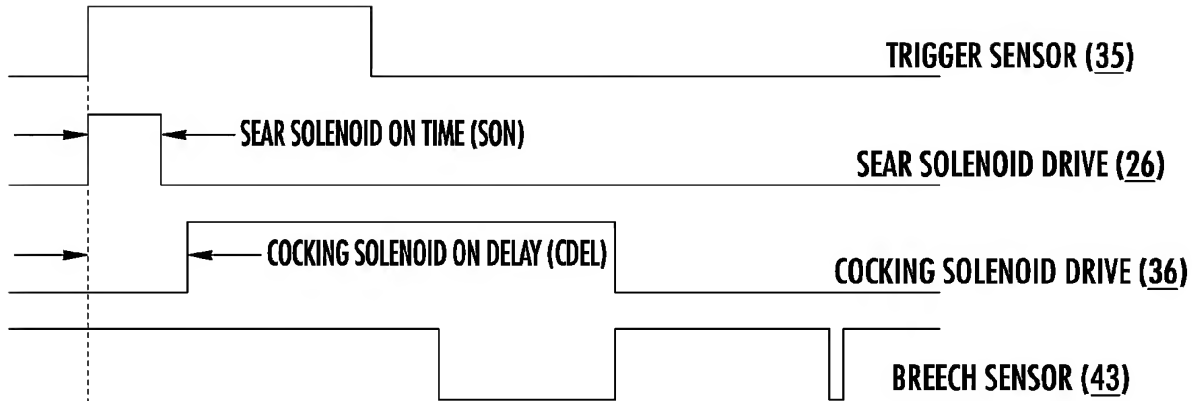 TRIGGER SENSOR (35)
SEAR SOLENOID ON TIME (SON)
SEAR SOLENOID DRIVE (26)
COCKING SOLENOID ON DELAY (CDEL)
COCKING SOLENOID DRIVE (36)
BREECH SENSOR (43)